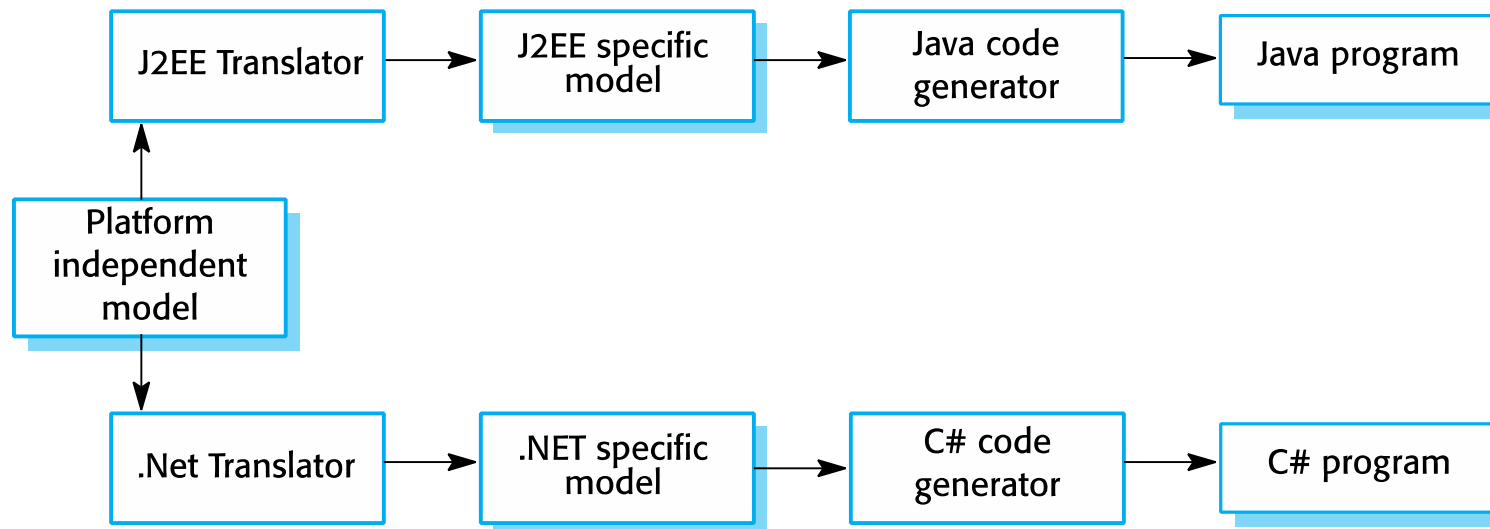 J2EE Translator
J2EE specific
model
Java code
generator
Java program
Platform
independent
model
.Net Translator
.NET specific
model
C# code
generator
C# program